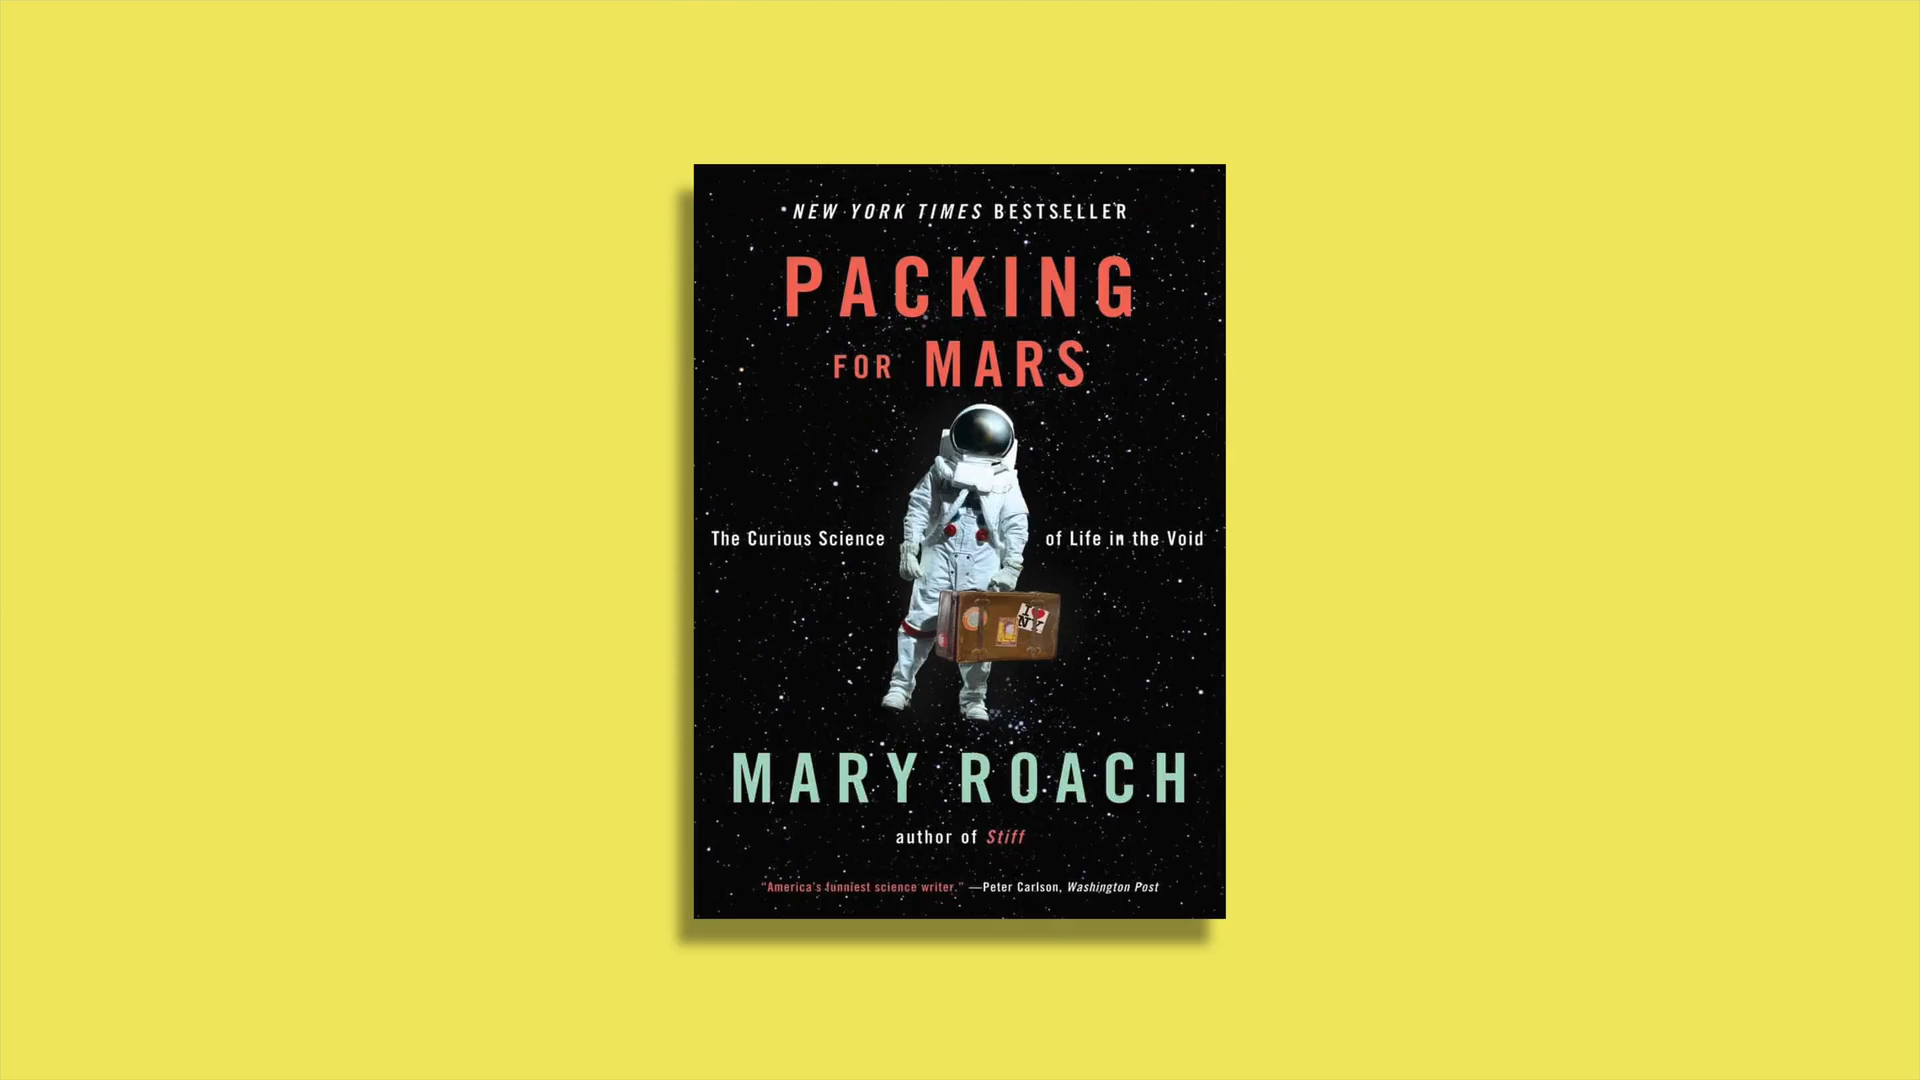 NEW YORK TIMES BESTSELLER
PACKING
FOR MARS
The Curious Science of Life in the Void
I ♥
NY
MARY ROACH
author of Stiff
“America’s funniest science writer.” —Peter Carlson, Washington Post